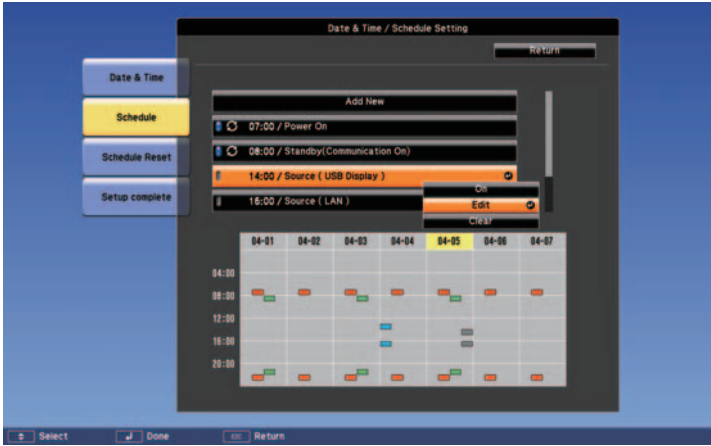 Date & Time / Schedule Setting
Return
Date & Time
Schedule
Schedule Reset
Setup complete
Add New
07:00 / Power On
08:00 / Standby(Communication On)
14:00 / Source ( USB Display )
16:00 / Source ( LAN )
On
Edit
Clear
04-01 04-02 04-03 04-04 04-05 04-06 04-07
04:00
08:00
12:00
16:00
20:00
Select Done Esc Return